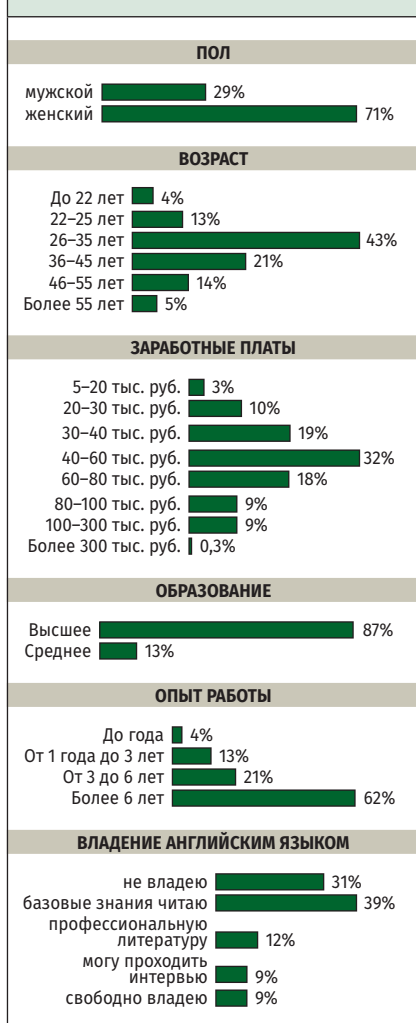 ПОЛ
мужской 29%
женский 71%
ВОЗРАСТ
До 22 лет 4%
22–25 лет 13%
26–35 лет 43%
36–45 лет 21%
46–55 лет 14%
Более 55 лет 5%
ЗАРАБОТНЫЕ ПЛАТЫ
5–20 тыс. руб. 3%
20–30 тыс. руб. 10%
30–40 тыс. руб. 19%
40–60 тыс. руб. 32%
60–80 тыс. руб. 18%
80–100 тыс. руб. 9%
100–300 тыс. руб. 9%
Более 300 тыс. руб. 0,3%
ОБРАЗОВАНИЕ
Высшее 87%
Среднее 13%
ОПЫТ РАБОТЫ
До года 4%
От 1 года до 3 лет 13%
От 3 до 6 лет 21%
Более 6 лет 62%
ВЛАДЕНИЕ АНГЛИЙСКИМ ЯЗЫКОМ
не владею 31%
базовые знания читаю 39%
профессиональную
литературу 12%
могу проходить
интервью 9%
свободно владею 9%